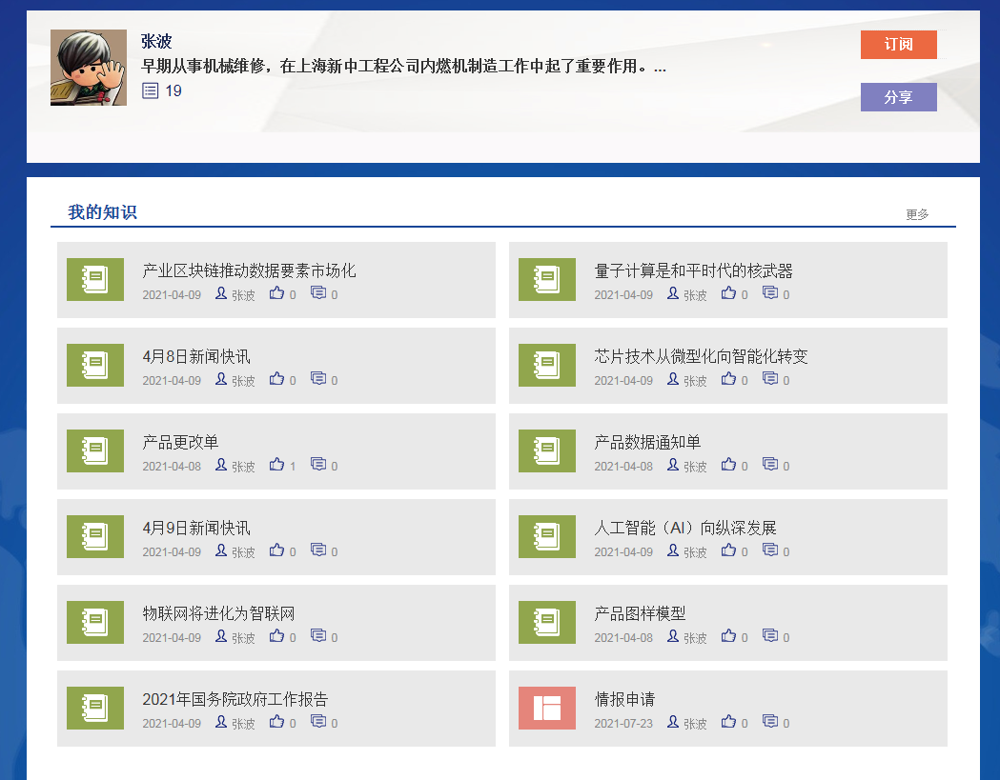 张波
订阅
早期从事机械维修，在上海新中工程公司内燃机制造工作中起了重要作用。...
19
分享
我的知识
更多
产业区块链推动数据要素市场化
2021-04-09 张波 0 0
量子计算是和平时代的核武器
2021-04-09 张波 0 0
4月8日新闻快讯
2021-04-09 张波 0 0
芯片技术从微型化向智能化转变
2021-04-09 张波 0 0
产品更改单
2021-04-08 张波 1 0
产品数据通知单
2021-04-08 张波 0 0
4月9日新闻快讯
2021-04-09 张波 0 0
人工智能（AI）向纵深发展
2021-04-09 张波 0 0
物联网将进化为智联网
2021-04-09 张波 0 0
产品图样模型
2021-04-08 张波 0 0
2021年国务院政府工作报告
2021-04-09 张波 0 0
情报申请
2021-07-23 张波 0 0